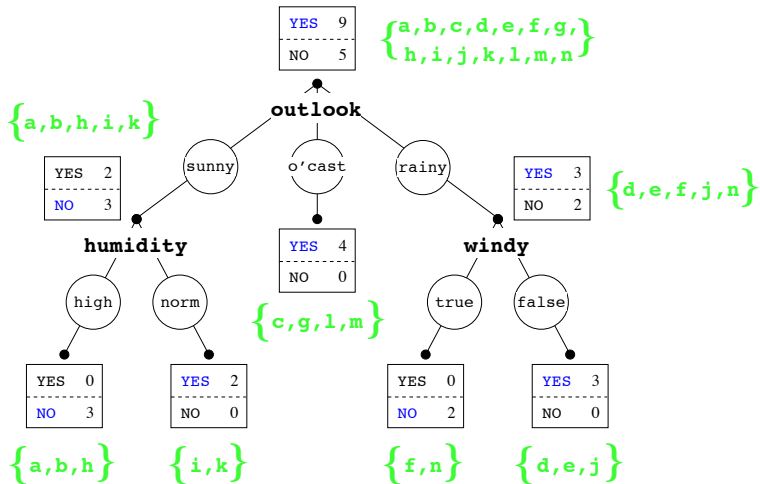 YES 9
NO 5
{a,b,c,d,e,f,g,
h,i,j,k,l,m,n}
outlook
{a,b,h,i,k}
sunny
o'cast
rainy
YES 2
NO 3
YES 3
NO 2
{d,e,f,j,n}
humidity
YES 4
NO 0
windy
high
norm
{c,g,l,m}
true
false
YES 0
NO 3
YES 2
NO 0
YES 0
NO 2
YES 3
NO 0
{a,b,h}
{i,k}
{f,n}
{d,e,j}